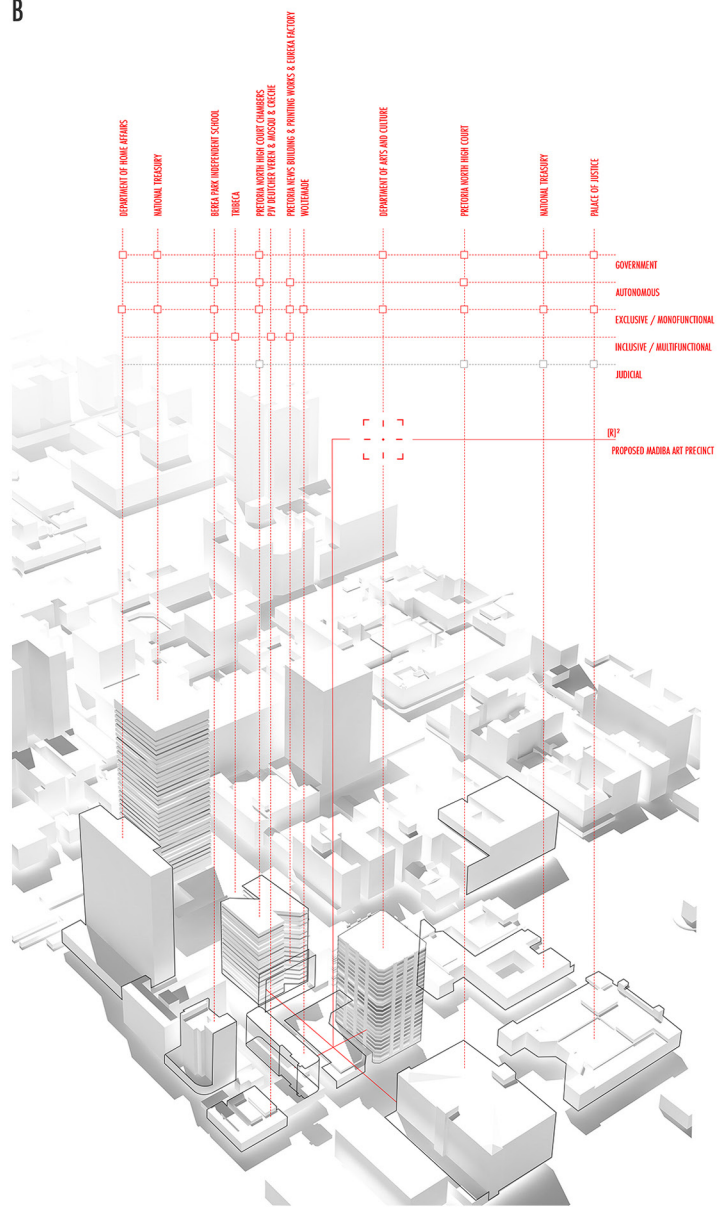 B
DEPARTMENT OF HOME AFFAIRS
NATIONAL TREASURY
BEREA PARK INDEPENDENT SCHOOL
TRIBECA
PRETORIA NORTH HIGH COURT CHAMBERS
PJV DEUTCHER VEREN & MOSQU & CRECHE
PRETORIA NEWS BUILDING & PRINTING WORKS & EUREKA FACTORY
WOLTEMADE
DEPARTMENT OF ARTS AND CULTURE
PRETORIA NORTH HIGH COURT
NATIONAL TREASURY
PALACE OF JUSTICE
GOVERNMENT
AUTONOMOUS
EXCLUSIVE / MONOFUNCTIONAL
INCLUSIVE / MULTIFUNCTIONAL
JUDICIAL
[R]²
PROPOSED MADIBA ART PRECINCT